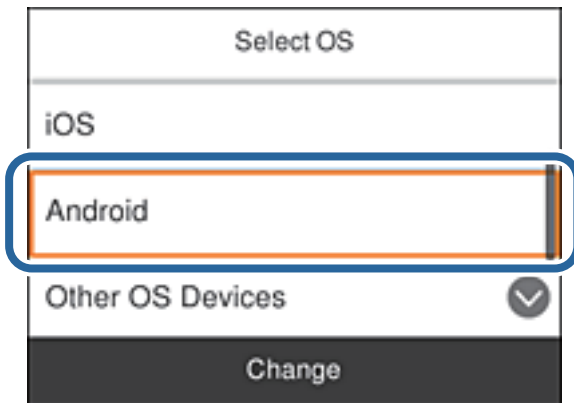 Select OS
iOS
Android
Other OS Devices
Change